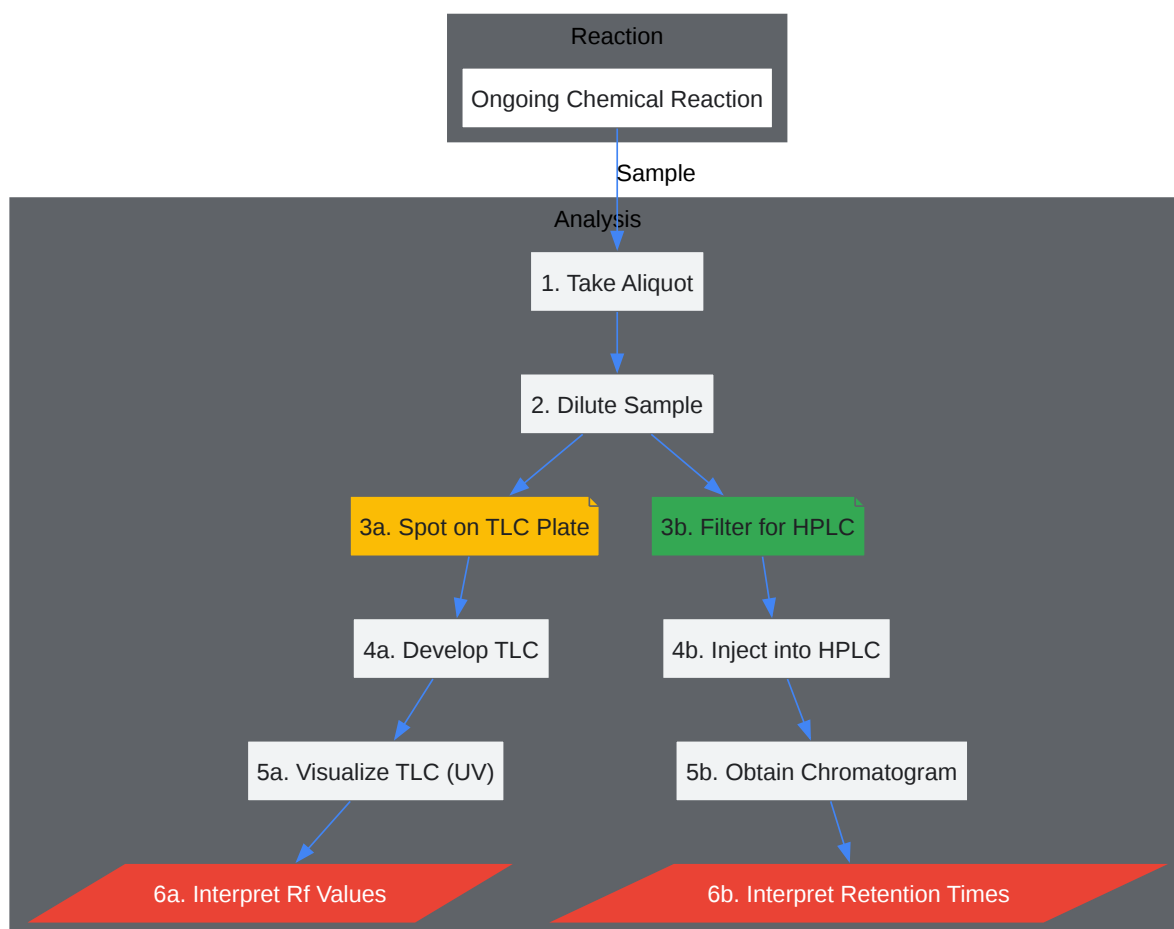 Reaction
Ongoing Chemical Reaction
Sample
Analysis
1. Take Aliquot
2. Dilute Sample
3a. Spot on TLC Plate
3b. Filter for HPLC
4a. Develop TLC
4b. Inject into HPLC
5a. Visualize TLC (UV)
5b. Obtain Chromatogram
6a. Interpret Rf Values
6b. Interpret Retention Times